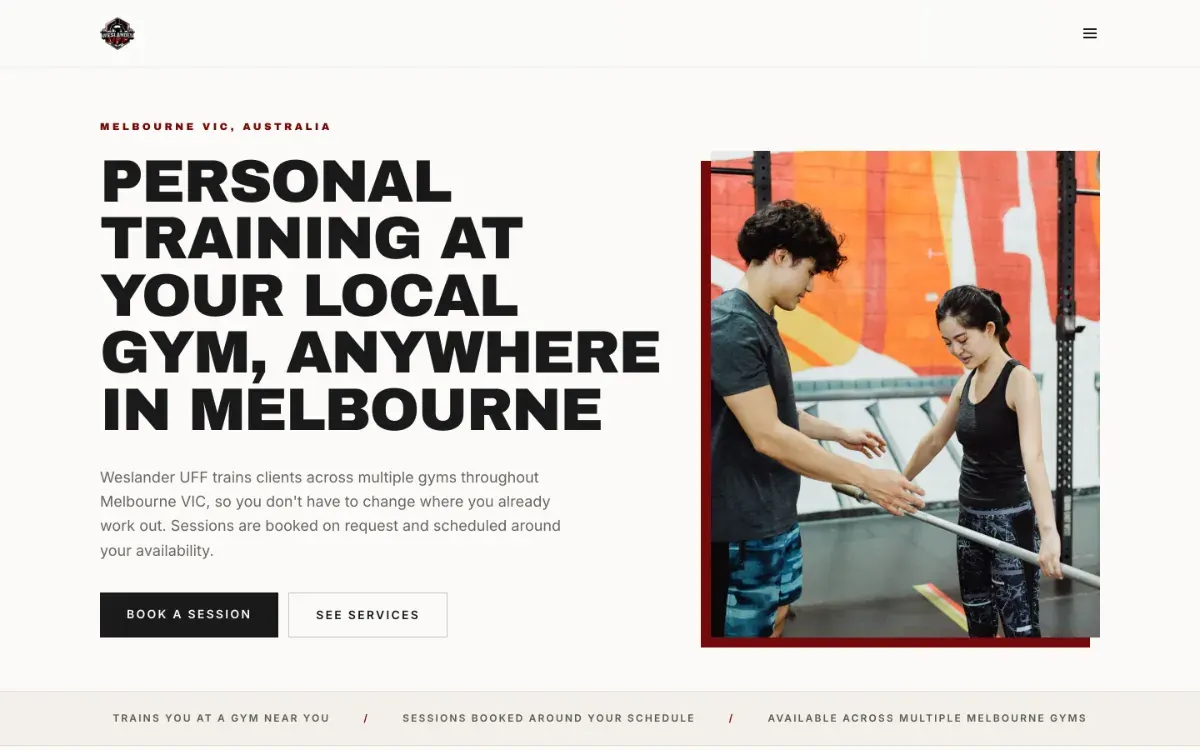 MELBOURNE VIC, AUSTRALIA
PERSONAL
TRAINING AT
YOUR LOCAL
GYM, ANYWHERE
IN MELBOURNE
Weslander UFF trains clients across multiple gyms throughout
Melbourne VIC, so you don't have to change where you already
work out. Sessions are booked on request and scheduled around
your availability.
BOOK A SESSION
SEE SERVICES
TRAINS YOU AT A GYM NEAR YOU / SESSIONS BOOKED AROUND YOUR SCHEDULE / AVAILABLE ACROSS MULTIPLE MELBOURNE GYMS